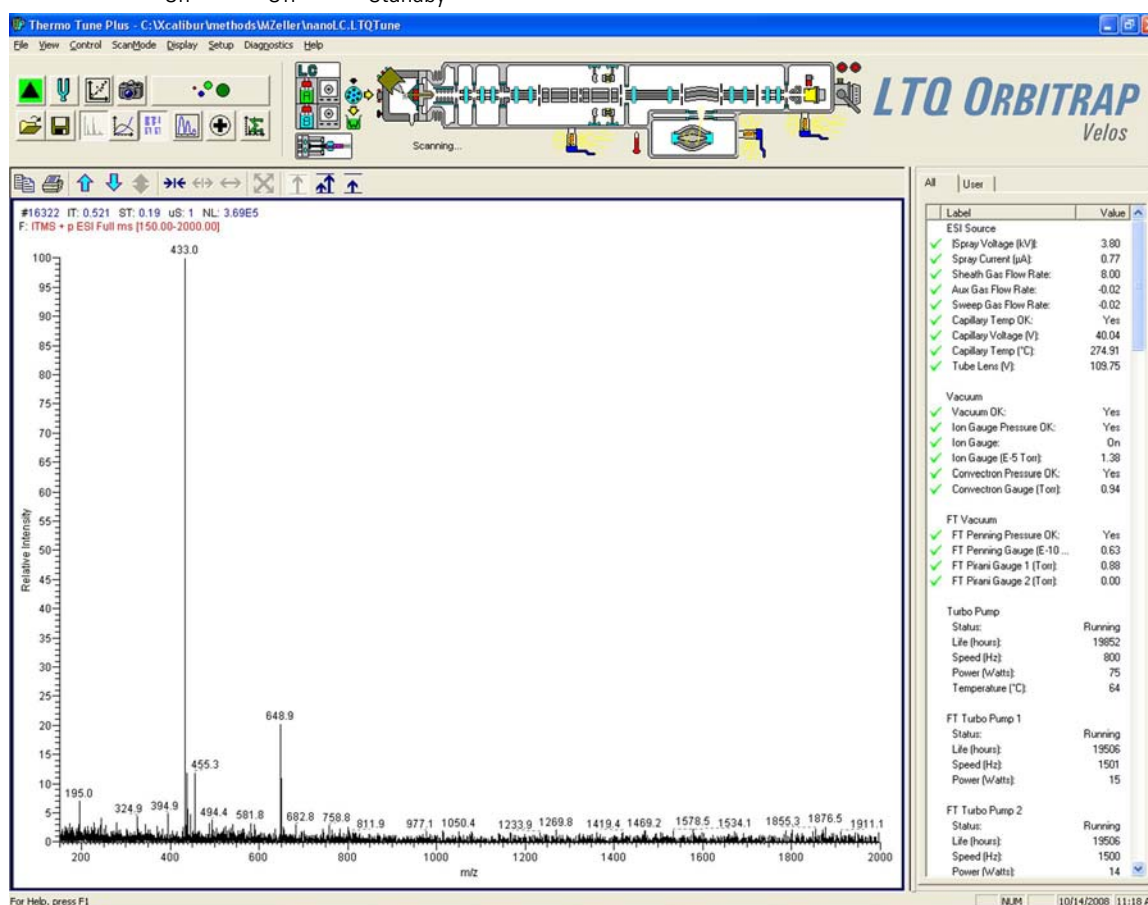 On Off Standby
Thermo Tune Plus - C:\Xcalibur\methods\MZeller\nanoLC.LTQTune
File View Control ScanMode Display Setup Diagnostics Help
LC
Scanning...
LTQ ORBITRAP
Velos
#16322 IT: 0.521 ST: 0.19 uS: 1 NL: 3.69E5
F: ITMS + p ESI Full ms [150.00-2000.00]
433.0
100
95
90
85
80
75
70
65
60
55
50
45
40
35
30
25
20
15
10
5
0
Relative Intensity
648.9
455.3
195.0
324.9
394.9
494.4
581.8
682.8
758.8
811.9
977.1
1050.4
1233.9
1269.8
1419.4
1469.2
1578.5
1534.1
1855.3
1876.5
1911.1
200 400 600 800 1000 1200 1400 1600 1800 2000
m/z
All User
Label Value
ESI Source
Spray Voltage (kV): 3.80
Spray Current (µA): 0.77
Sheath Gas Flow Rate: 8.00
Aux Gas Flow Rate: -0.02
Sweep Gas Flow Rate: -0.02
Capillary Temp OK: Yes
Capillary Voltage (V): 40.04
Capillary Temp (°C): 274.91
Tube Lens (V): 109.75
Vacuum
Vacuum OK: Yes
Ion Gauge Pressure OK: Yes
Ion Gauge: On
Ion Gauge (E-5 Torr): 1.38
Convectron Pressure OK: Yes
Convectron Gauge (Torr): 0.94
FT Vacuum
FT Penning Pressure OK: Yes
FT Penning Gauge (E-10 ... 0.63
FT Pirani Gauge 1 (Torr): 0.88
FT Pirani Gauge 2 (Torr): 0.00
Turbo Pump
Status: Running
Life (hours): 19852
Speed (Hz): 800
Power (Watts): 75
Temperature (°C): 64
FT Turbo Pump 1
Status: Running
Life (hours): 19506
Speed (Hz): 1501
Power (Watts): 15
FT Turbo Pump 2
Status: Running
Life (hours): 19506
Speed (Hz): 1500
Power (Watts): 14
For Help, press F1
NUM 10/14/2008 11:18